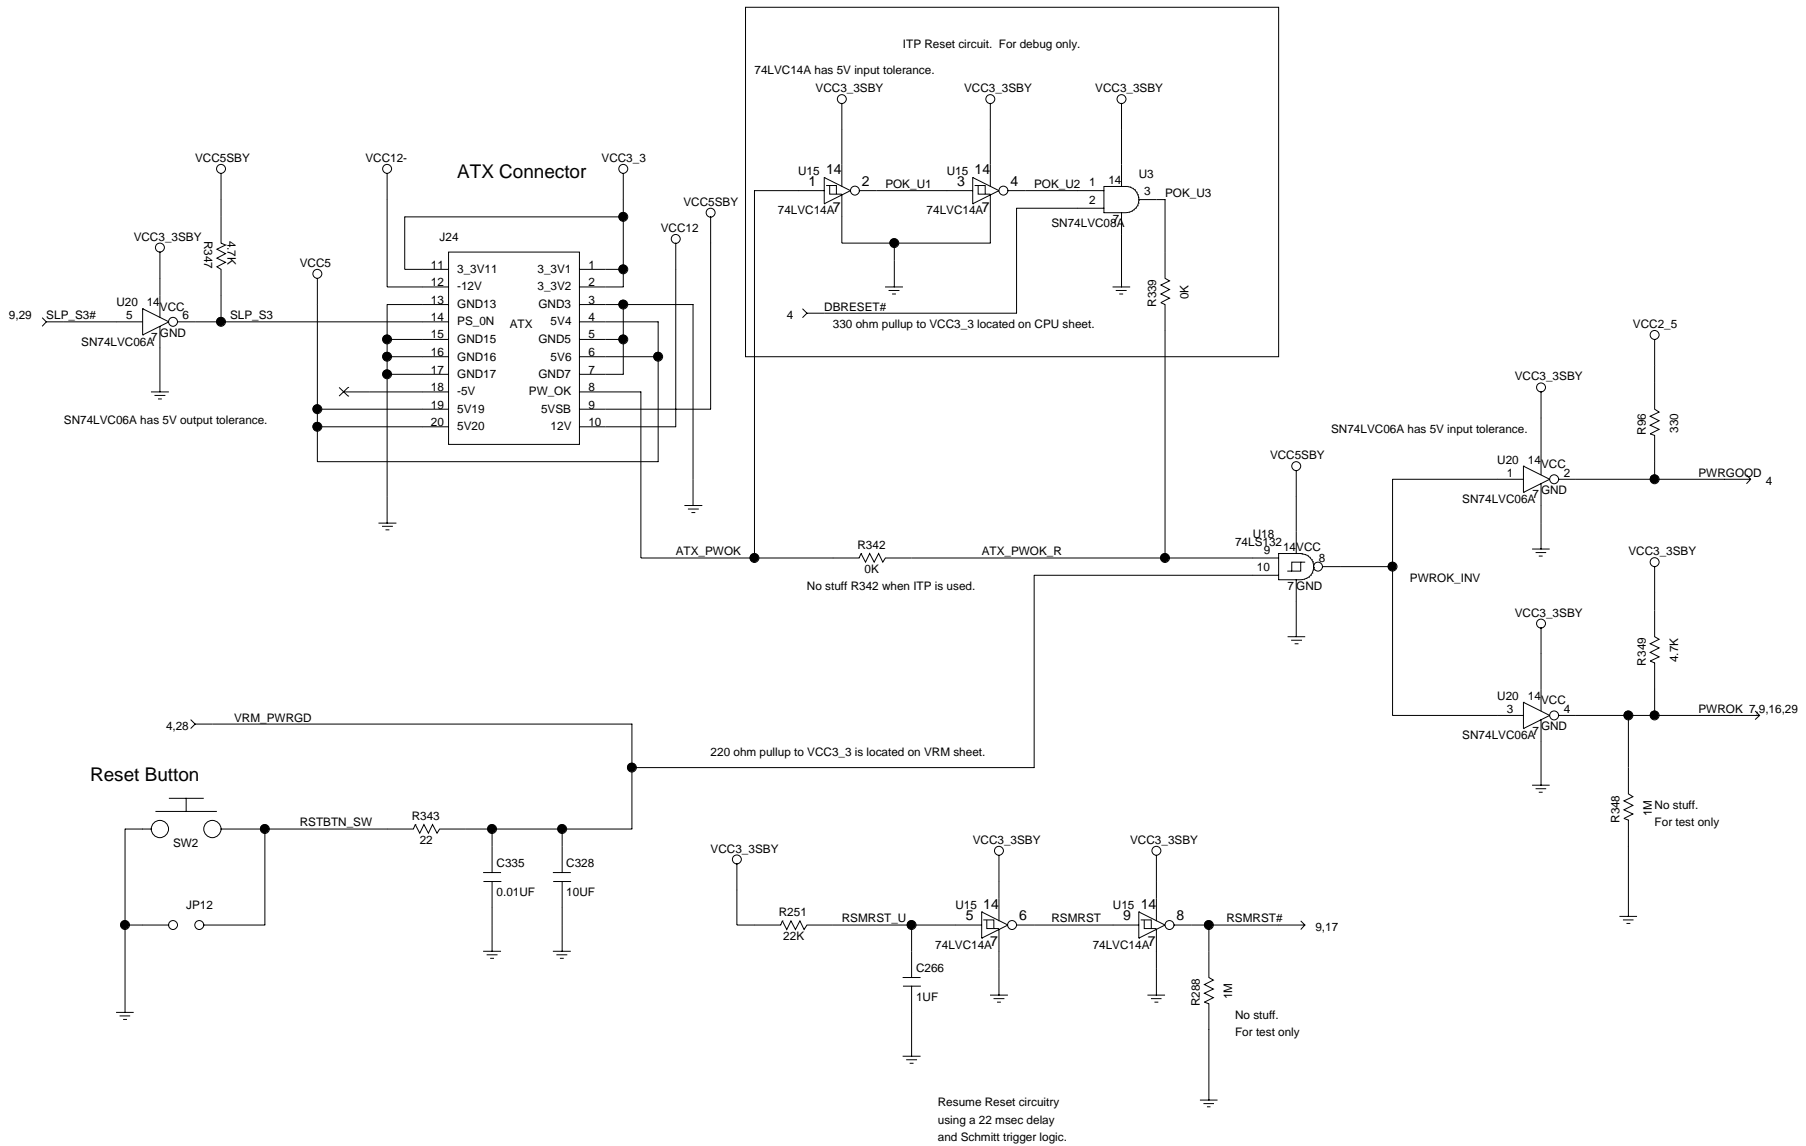 ITP Reset circuit.  For debug only.
74LVC14A has 5V input tolerance.
VCC3_3SBY
VCC3_3SBY
VCC3_3SBY
U15 14
1
2
74LVC14A 7
POK_U1
U15 14
3
4
74LVC14A 7
POK_U2
U3
14
1
2
3
7
SN74LVC08A
POK_U3
R339
0K
4
DBRESET#
330 ohm pullup to VCC3_3 located on CPU sheet.
ATX Connector
VCC5SBY
VCC12-
VCC3_3
VCC5SBY
VCC12
VCC3_3SBY
R347
4.7K
VCC5
9,29
SLP_S3#
U20 14
VCC
5
6
7 GND
SN74LVC06A
SLP_S3
SN74LVC06A has 5V output tolerance.
J24
ATX
11 3_3V11 3_3V1 1
12 -12V 3_3V2 2
13 GND13 GND3 3
14 PS_0N 5V4 4
15 GND15 GND5 5
16 GND16 5V6 6
17 GND17 GND7 7
18 -5V PW_OK 8
19 5V19 5VSB 9
20 5V20 12V 10
ATX_PWOK
R342
0K
ATX_PWOK_R
No stuff R342 when ITP is used.
VCC5SBY
U18
74LS132
14 VCC
9
10
8
7 GND
PWROK_INV
SN74LVC06A has 5V input tolerance.
VCC3_3SBY
VCC2_5
R96
330
U20 14
VCC
1
2
7 GND
SN74LVC06A
PWRGOOD
4
VCC3_3SBY
VCC3_3SBY
R349
4.7K
U20 14
VCC
3
4
7 GND
SN74LVC06A
PWROK
7,9,16,29
R348
1M
No stuff.
For test only
4,28
VRM_PWRGD
220 ohm pullup to VCC3_3 is located on VRM sheet.
Reset Button
SW2
RSTBTN_SW
R343
22
C335
0.01UF
C328
10UF
JP12
VCC3_3SBY
VCC3_3SBY
VCC3_3SBY
R251
22K
RSMRST_U
C266
1UF
U15 14
5
6
74LVC14A 7
RSMRST
U15 14
9
8
74LVC14A 7
RSMRST#
9,17
R288
1M
No stuff.
For test only
Resume Reset circuitry
using a 22 msec delay
and Schmitt trigger logic.